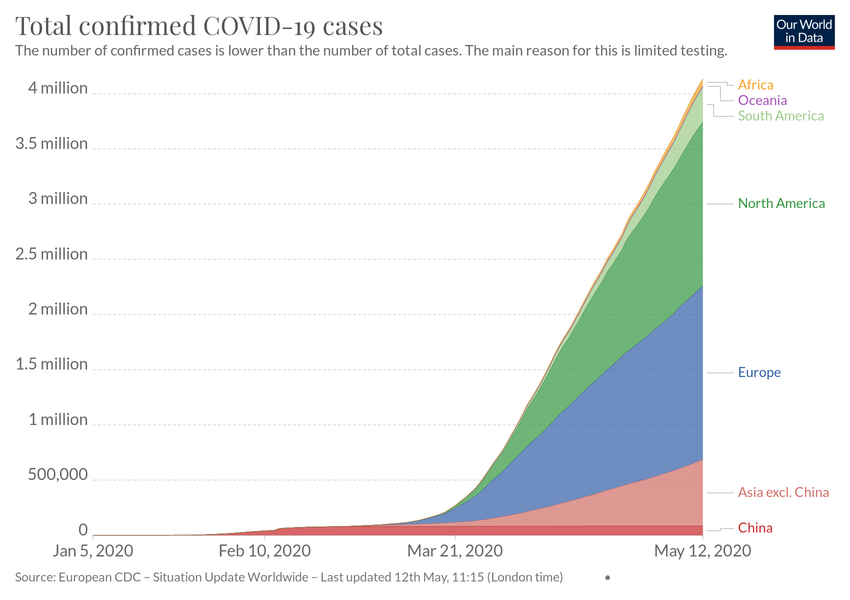 Total confirmed COVID-19 cases
Our World
in Data
The number of confirmed cases is lower than the number of total cases. The main reason for this is limited testing.
4 million
3.5 million
3 million
2.5 million
2 million
1.5 million
1 million
500,000
0
Africa
Oceania
South America
North America
Europe
Asia excl. China
China
Jan 5, 2020
Feb 10, 2020
Mar 21, 2020
May 12, 2020
Source: European CDC – Situation Update Worldwide – Last updated 12th May, 11:15 (London time) •